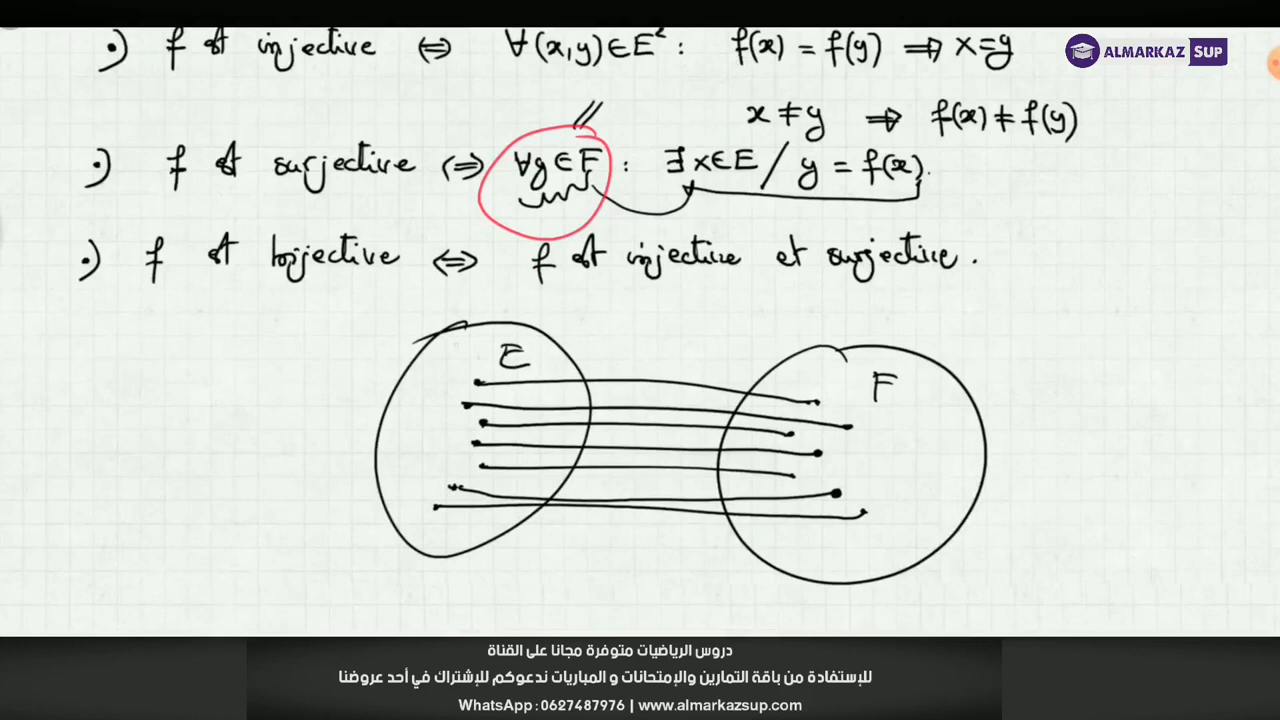 •) f est injective ⇔ ∀(x,y)∈E² : f(x) = f(y) ⇒ x=y
ALMARKAZ SUP
// x ≠ y ⇒ f(x) ≠ f(y)
•) f est surjective ⇔ ∀y∈F : ∃x∈E / y = f(x).
•) f est bijective ⇔ f est injective et surjective.
E
F
دروس الرياضيات متوفرة مجانا على القناة
للإستفادة من باقة التمارين والإمتحانات و المباريات ندعوكم للإشتراك في أحد عروضنا
WhatsApp : 0627487976 | www.almarkazsup.com